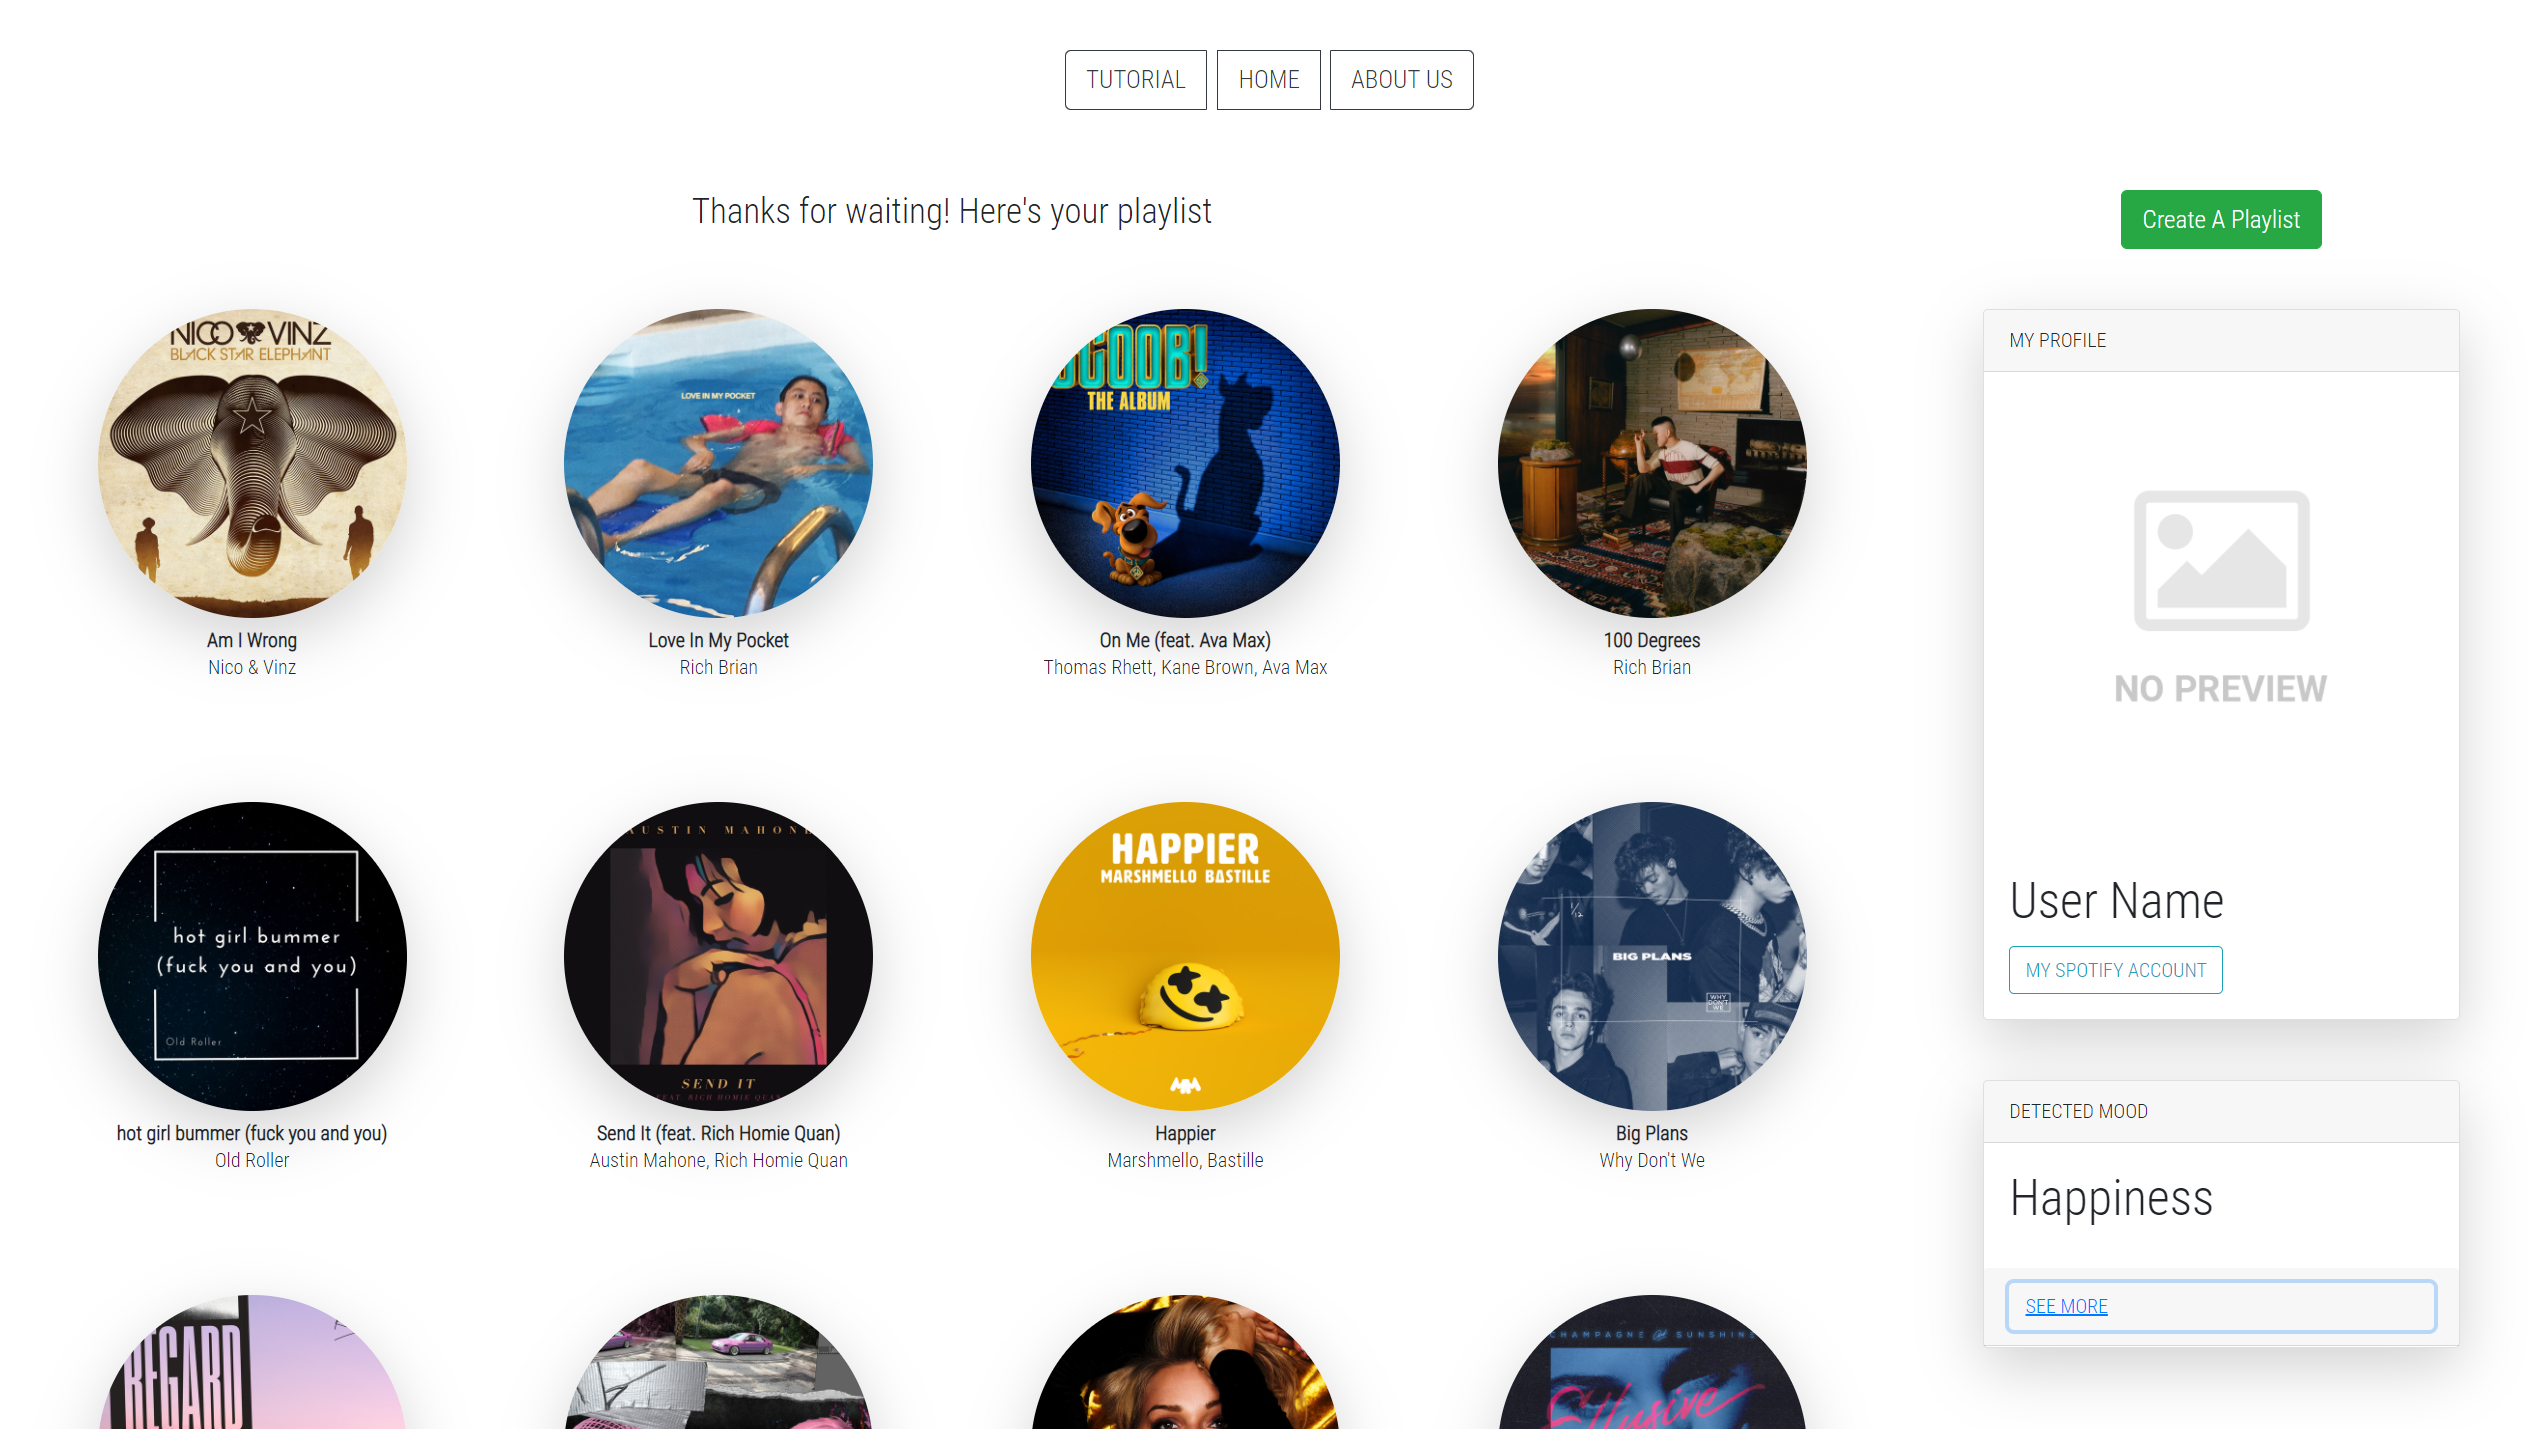 TUTORIAL
HOME
ABOUT US
Thanks for waiting! Here's your playlist
Create A Playlist
NICO VINZ
BLACK STAR ELEPHANT
LOVE IN MY POCKET
SCOOB!
THE ALBUM
Am I Wrong
Nico & Vinz
Love In My Pocket
Rich Brian
On Me (feat. Ava Max)
Thomas Rhett, Kane Brown, Ava Max
100 Degrees
Rich Brian
MY PROFILE
NO PREVIEW
User Name
MY SPOTIFY ACCOUNT
hot girl bummer
(fuck you and you)
Old Roller
AUSTIN MAHONE
SEND IT
FEAT. RICH HOMIE QUAN
HAPPIER
MARSHMELLO BASTILLE
BIG PLANS
WHY
DON'T
WE
hot girl bummer (fuck you and you)
Old Roller
Send It (feat. Rich Homie Quan)
Austin Mahone, Rich Homie Quan
Happier
Marshmello, Bastille
Big Plans
Why Don't We
DETECTED MOOD
Happiness
SEE MORE
REGARD
CHAMPAGNE SUNSHINE
Ellusive